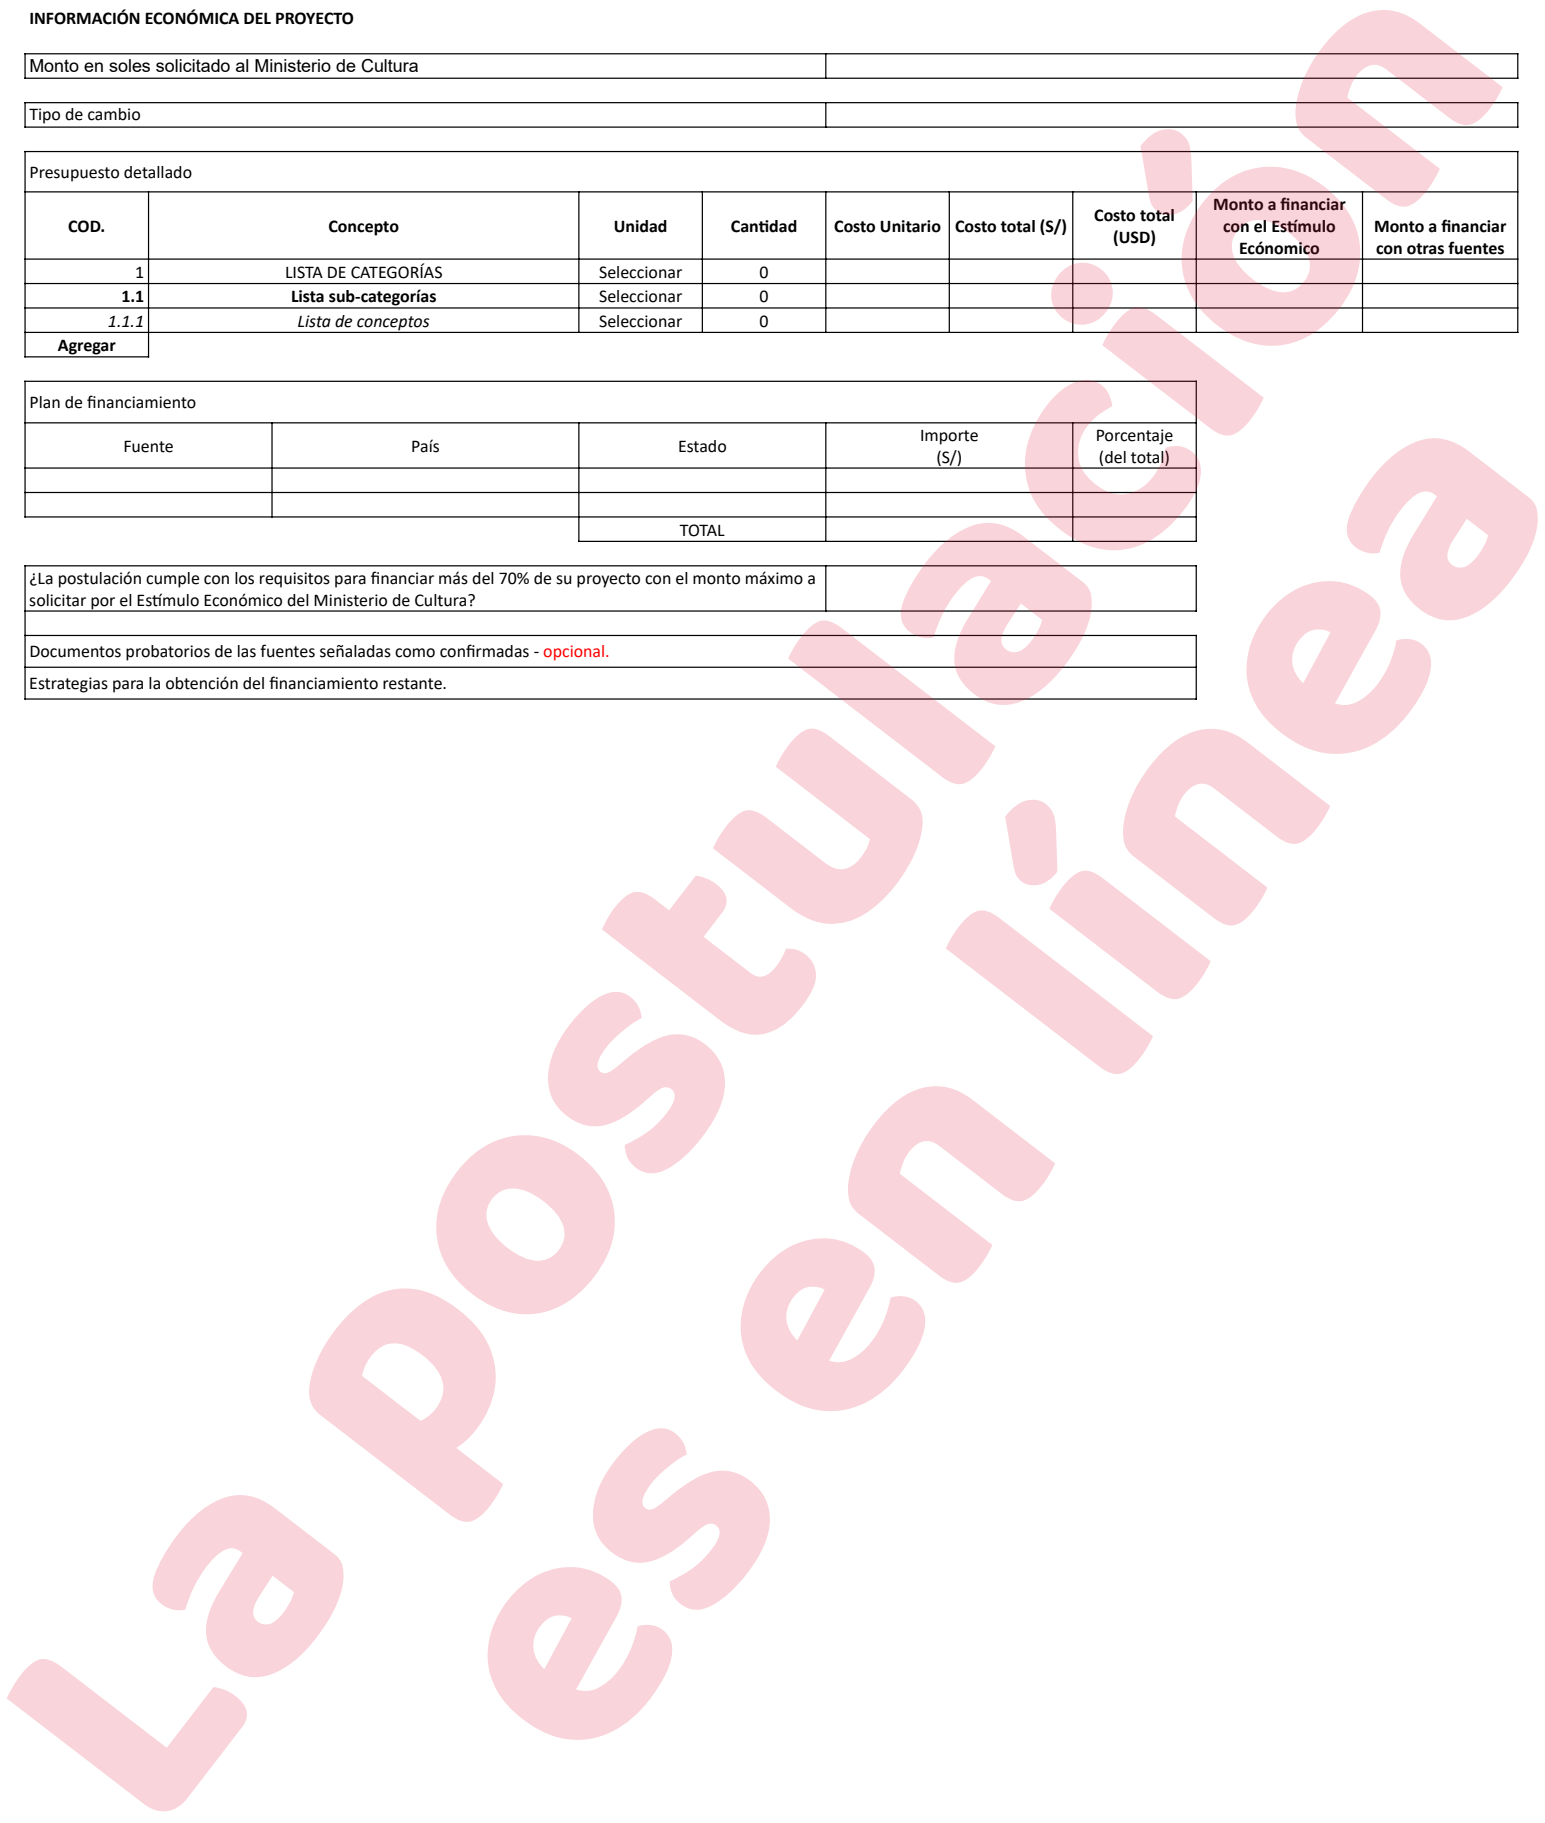 INFORMACIÓN ECONÓMICA DEL PROYECTO
Monto en soles solicitado al Ministerio de Cultura
Tipo de cambio
Presupuesto detallado
COD. Concepto Unidad Cantidad Costo Unitario Costo total (S/) Costo total (USD) Monto a financiar con el Estímulo Ecónomico Monto a financiar con otras fuentes
1 LISTA DE CATEGORÍAS Seleccionar 0
1.1 Lista sub-categorías Seleccionar 0
1.1.1 Lista de conceptos Seleccionar 0
Agregar
Plan de financiamiento
Fuente País Estado Importe (S/) Porcentaje (del total)
TOTAL
¿La postulación cumple con los requisitos para financiar más del 70% de su proyecto con el monto máximo a
solicitar por el Estímulo Económico del Ministerio de Cultura?
Documentos probatorios de las fuentes señaladas como confirmadas - opcional.
Estrategias para la obtención del financiamiento restante.
La postulación
es en línea